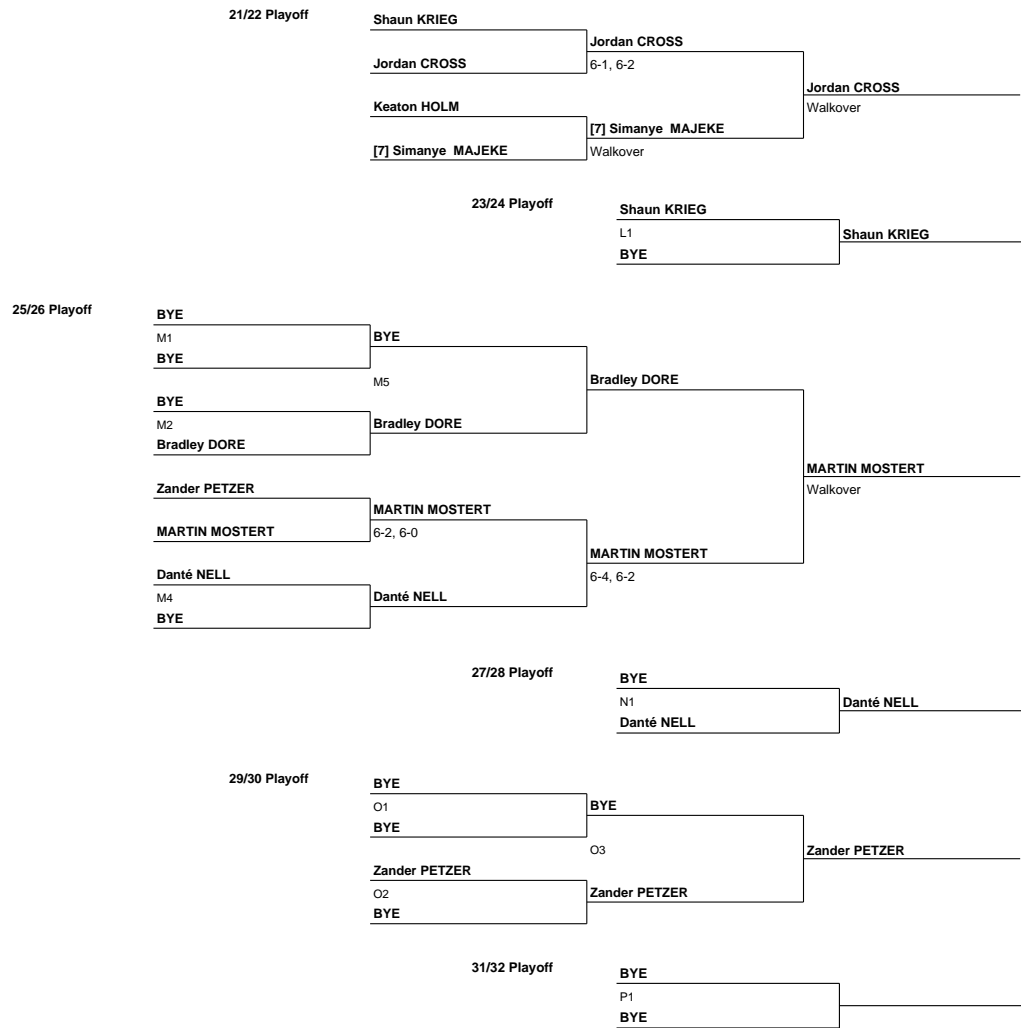 21/22 Playoff
Shaun KRIEG
Jordan CROSS
Jordan CROSS
6-1, 6-2
Jordan CROSS
Walkover
Keaton HOLM
[7] Simanye  MAJEKE
[7] Simanye  MAJEKE
Walkover
23/24 Playoff
Shaun KRIEG
L1
Shaun KRIEG
BYE
25/26 Playoff
BYE
M1
BYE
BYE
M5
Bradley DORE
BYE
M2
Bradley DORE
Bradley DORE
Zander PETZER
MARTIN MOSTERT
Walkover
MARTIN MOSTERT
MARTIN MOSTERT
6-2, 6-0
MARTIN MOSTERT
6-4, 6-2
Danté NELL
M4
Danté NELL
BYE
27/28 Playoff
BYE
N1
Danté NELL
Danté NELL
29/30 Playoff
BYE
O1
BYE
BYE
O3
Zander PETZER
Zander PETZER
O2
Zander PETZER
BYE
31/32 Playoff
BYE
P1
BYE